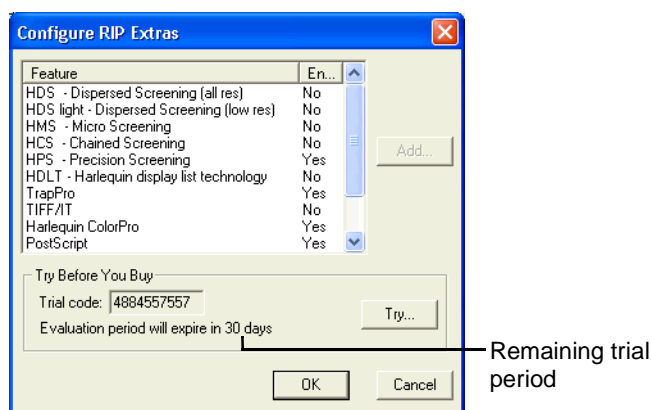 Configure RIP Extras
Feature En...
HDS - Dispersed Screening (all res) No
HDS light - Dispersed Screening (low res) No
HMS - Micro Screening No
HCS - Chained Screening No
HPS - Precision Screening Yes
HDLT - Harlequin display list technology No
TrapPro Yes
TIFF/IT No
Harlequin ColorPro Yes
PostScript Yes
Add...
Try Before You Buy
Trial code: 4884557557
Try...
Evaluation period will expire in 30 days
Remaining trial
period
OK Cancel